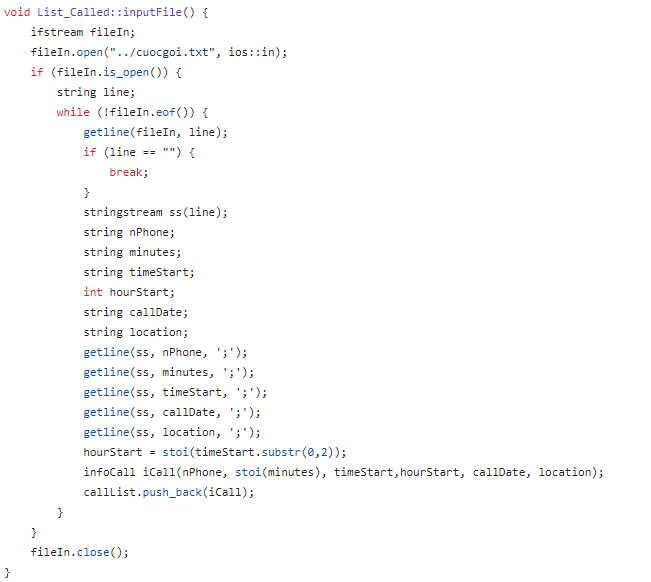 void List_Called::inputFile() {
    ifstream fileIn;
    fileIn.open("../cuocgoi.txt", ios::in);
    if (fileIn.is_open()) {
        string line;
        while (!fileIn.eof()) {
            getline(fileIn, line);
            if (line == "") {
                break;
            }
            stringstream ss(line);
            string nPhone;
            string minutes;
            string timeStart;
            int hourStart;
            string callDate;
            string location;
            getline(ss, nPhone, ';');
            getline(ss, minutes, ';');
            getline(ss, timeStart, ';');
            getline(ss, callDate, ';');
            getline(ss, location, ';');
            hourStart = stoi(timeStart.substr(0,2));
            infoCall iCall(nPhone, stoi(minutes), timeStart,hourStart, callDate, location);
            callList.push_back(iCall);
        }
    }
    fileIn.close();
}